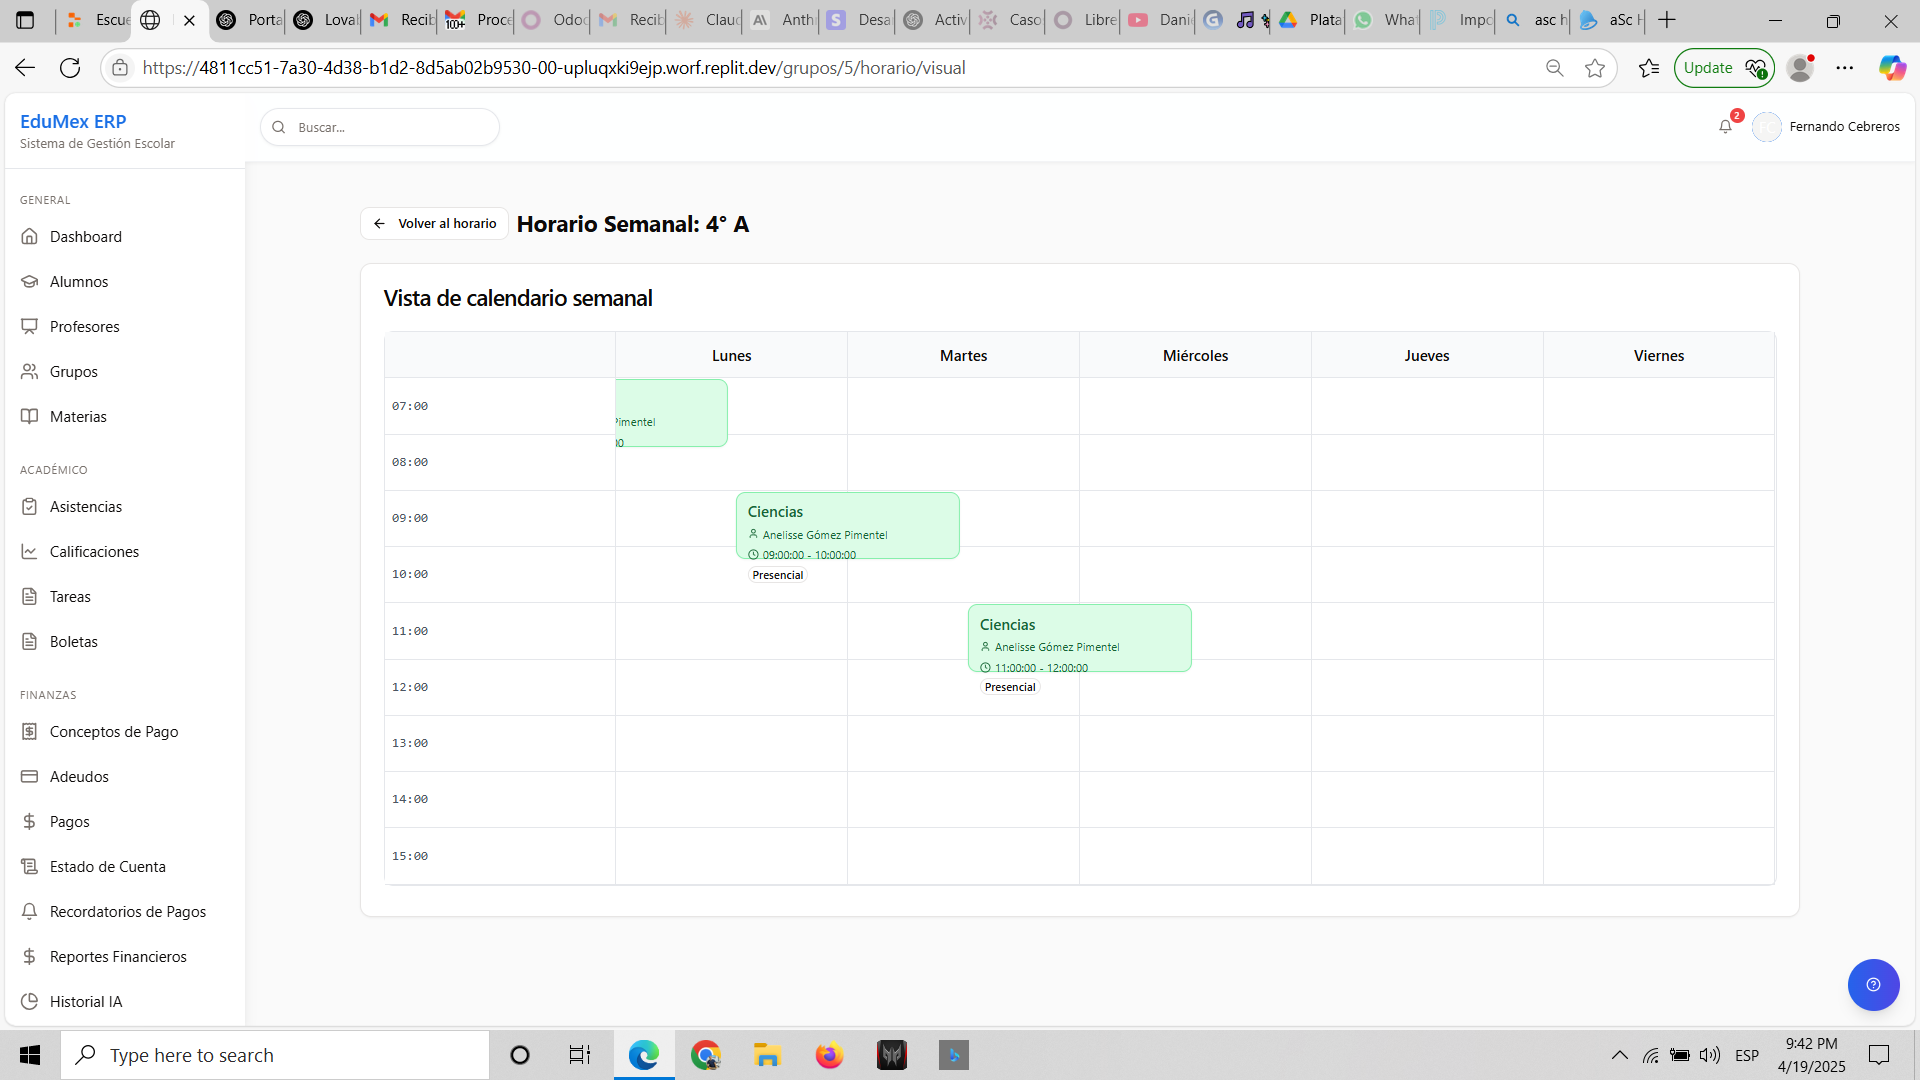 Escue
Porta
Lova
Recib
Proce
Odoo
Recib
Claud
Anth
Desa
Activ
Caso
Libre
Dani
Plata
What
Impo
asc h
aSc H
https://4811cc51-7a30-4d38-b1d2-8d5ab02b9530-00-upluqxki9ejp.worf.replit.dev/grupos/5/horario/visual
Update
EduMex ERP
Sistema de Gestión Escolar
Buscar...
2
FC
Fernando Cebreros
GENERAL
Dashboard
Alumnos
Profesores
Grupos
Materias
ACADÉMICO
Asistencias
Calificaciones
Tareas
Boletas
FINANZAS
Conceptos de Pago
Adeudos
Pagos
Estado de Cuenta
Recordatorios de Pagos
Reportes Financieros
Historial IA
Volver al horario
Horario Semanal: 4° A
Vista de calendario semanal
Lunes
Martes
Miércoles
Jueves
Viernes
07:00
Pimentel
00
08:00
09:00
Ciencias
Anelisse Gómez Pimentel
09:00:00 - 10:00:00
Presencial
10:00
11:00
Ciencias
Anelisse Gómez Pimentel
11:00:00 - 12:00:00
Presencial
12:00
13:00
14:00
15:00
Type here to search
ESP
9:42 PM
4/19/2025